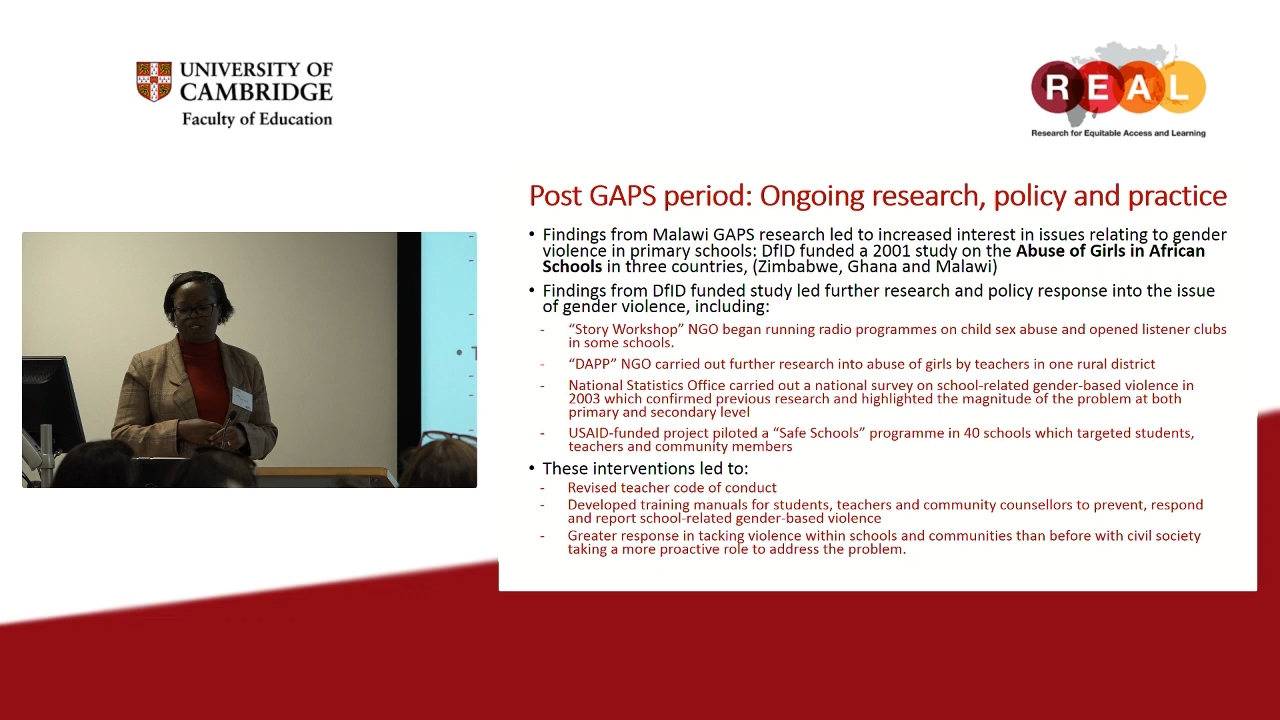 UNIVERSITY OF
CAMBRIDGE
Faculty of Education
REAL
Research for Equitable Access and Learning
Post GAPS period: Ongoing research, policy and practice
• Findings from Malawi GAPS research led to increased interest in issues relating to gender
violence in primary schools: DfID funded a 2001 study on the Abuse of Girls in African
Schools in three countries, (Zimbabwe, Ghana and Malawi)
• Findings from DfID funded study led further research and policy response into the issue
of gender violence, including:
- “Story Workshop” NGO began running radio programmes on child sex abuse and opened listener clubs
in some schools.
- “DAPP” NGO carried out further research into abuse of girls by teachers in one rural district
- National Statistics Office carried out a national survey on school-related gender-based violence in
2003 which confirmed previous research and highlighted the magnitude of the problem at both
primary and secondary level
- USAID-funded project piloted a “Safe Schools” programme in 40 schools which targeted students,
teachers and community members
• These interventions led to:
- Revised teacher code of conduct
- Developed training manuals for students, teachers and community counsellors to prevent, respond
and report school-related gender-based violence
- Greater response in tacking violence within schools and communities than before with civil society
taking a more proactive role to address the problem.